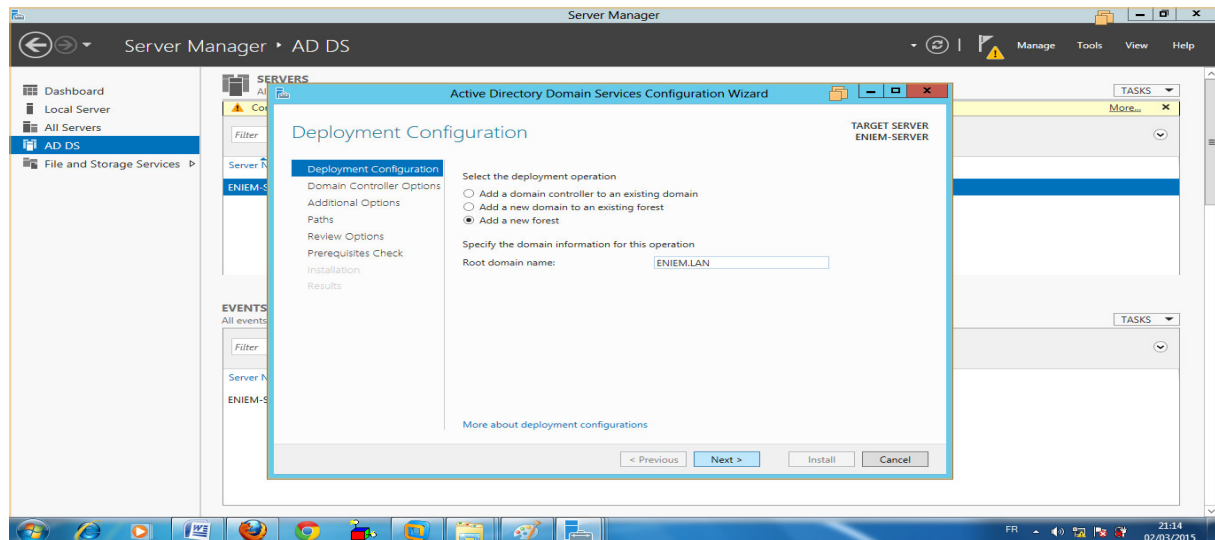 Server Manager
Server Manager • AD DS
Manage Tools View Help
Dashboard
Local Server
All Servers
AD DS
File and Storage Services
SERVERS
Al
TASKS
Co
More...
Filter
Server N
ENIEM-S
EVENTS
All events
TASKS
Filter
Server N
ENIEM-S
Active Directory Domain Services Configuration Wizard
Deployment Configuration
TARGET SERVER
ENIEM-SERVER
Deployment Configuration
Domain Controller Options
Additional Options
Paths
Review Options
Prerequisites Check
Installation
Results
Select the deployment operation
Add a domain controller to an existing domain
Add a new domain to an existing forest
Add a new forest
Specify the domain information for this operation
Root domain name: ENIEM.LAN
More about deployment configurations
< Previous Next > Install Cancel
FR
21:14
02/03/2015